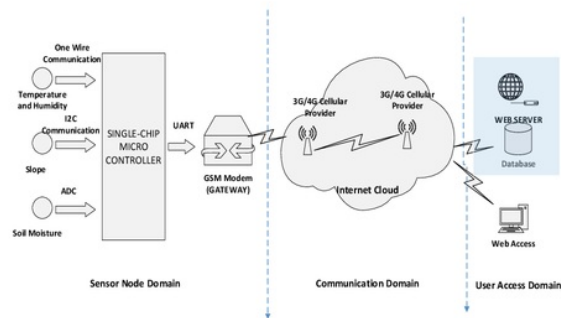 One Wire
Communication
Temperature
and Humidity
I2C
Communication
Slope
ADC
Soil Moisture
SINGLE-CHIP
MICRO
CONTROLLER
UART
GSM Modem
(GATEWAY)
3G/4G Cellular
Provider
3G/4G Cellular
Provider
Internet Cloud
WEB SERVER
Database
Web Access
Sensor Node Domain
Communication Domain
User Access Domain